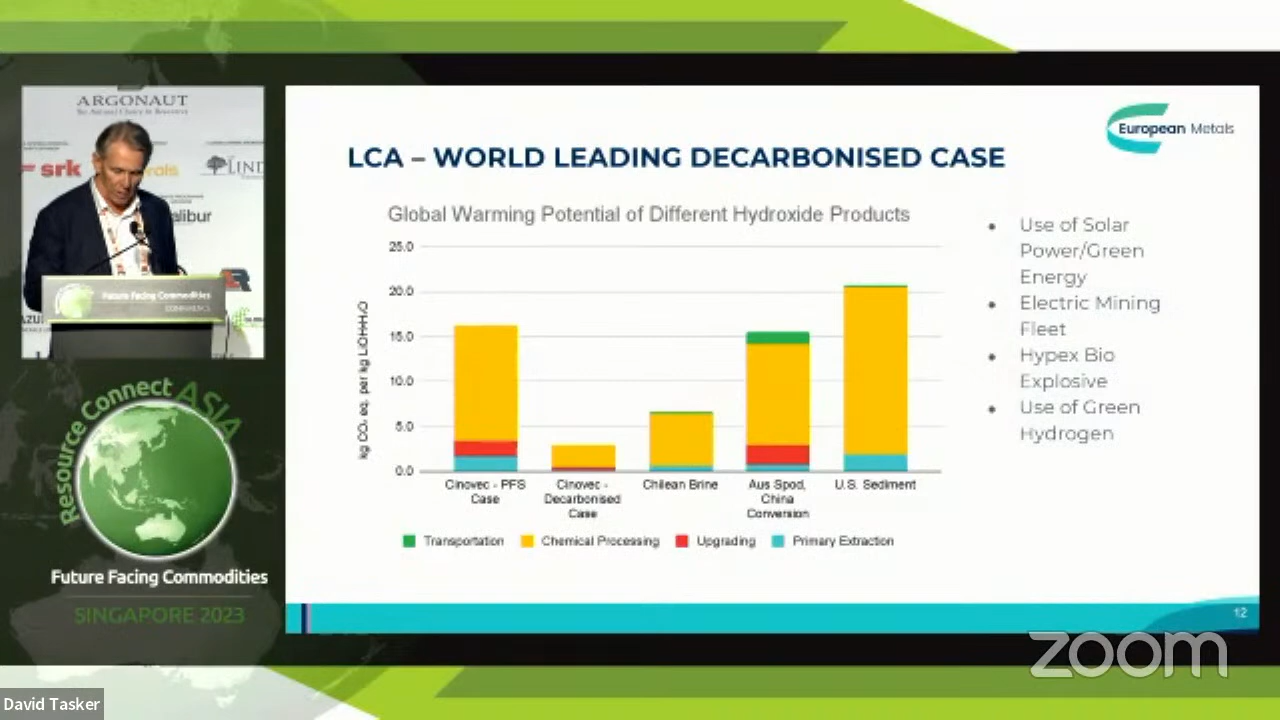 ARGONAUT
srk
LIND
European Metals
LCA – WORLD LEADING DECARBONISED CASE
Global Warming Potential of Different Hydroxide Products
25.0
20.0
15.0
10.0
5.0
0.0
kg CO₂ eq. per kg LiOH·H₂O
Cinovec - PFS
Case
Cinovec -
Decarbonised
Case
Chilean Brine
Aus Spod,
China
Conversion
U.S. Sediment
Transportation
Chemical Processing
Upgrading
Primary Extraction
• Use of Solar
Power/Green
Energy
• Electric Mining
Fleet
• Hypex Bio
Explosive
• Use of Green
Hydrogen
12
Future Facing Commodities
CONFERENCE
Resource Connect ASIA
Future Facing Commodities
SINGAPORE 2023
zoom
David Tasker